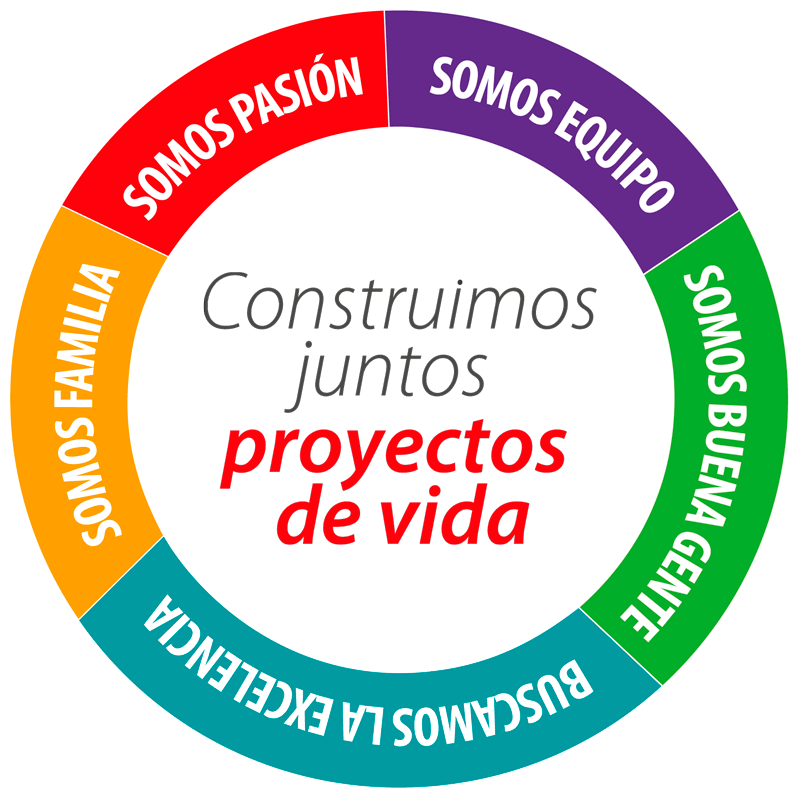 SOMOS PASIÓN
SOMOS EQUIPO
SOMOS BUENA GENTE
BUSCAMOS LA EXCELENCIA
SOMOS FAMILIA
Construimos
juntos
proyectos
de vida